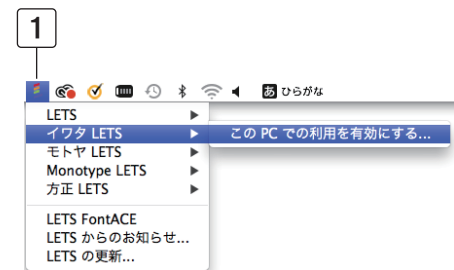 1
あ ひらがな
LETS
イワタ LETS
この PC での利用を有効にする...
モトヤ LETS
Monotype LETS
方正 LETS
LETS FontACE
LETS からのお知らせ...
LETS の更新...